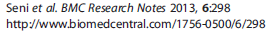 Seni et al. BMC Research Notes 2013, 6:298
http://www.biomedcentral.com/1756-0500/6/298